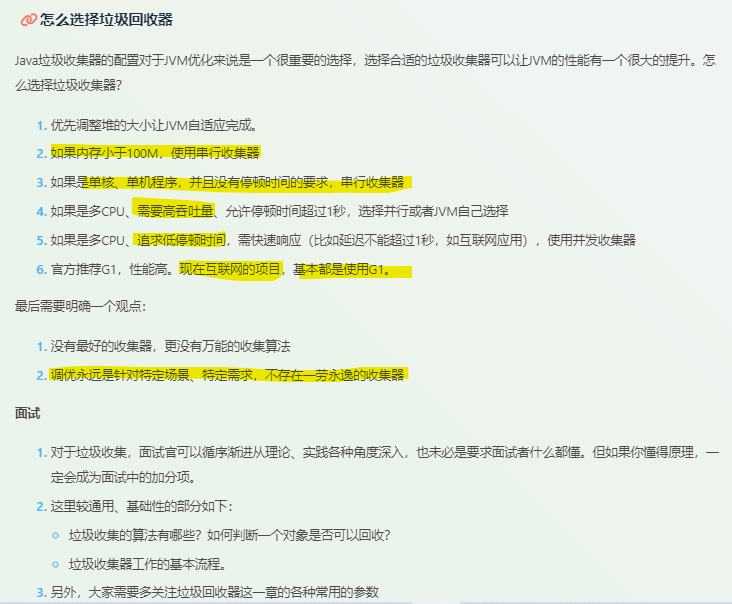 怎么选择垃圾回收器
Java垃圾收集器的配置对于JVM优化来说是一个很重要的选择，选择合适的垃圾收集器可以让JVM的性能有一个很大的提升。怎
么选择垃圾收集器？
1. 优先调整堆的大小让JVM自适应完成。
2. 如果内存小于100M，使用串行收集器
3. 如果是单核、单机程序，并且没有停顿时间的要求，串行收集器
4. 如果是多CPU、需要高吞吐量、允许停顿时间超过1秒，选择并行或者JVM自己选择
5. 如果是多CPU、追求低停顿时间，需快速响应（比如延迟不能超过1秒，如互联网应用），使用并发收集器
6. 官方推荐G1，性能高。现在互联网的项目，基本都是使用G1。
最后需要明确一个观点：
1. 没有最好的收集器，更没有万能的收集算法
2. 调优永远是针对特定场景、特定需求，不存在一劳永逸的收集器
面试
1. 对于垃圾收集，面试官可以循序渐进从理论、实践各种角度深入，也未必是要求面试者什么都懂。但如果你懂得原理，一
定会成为面试中的加分项。
2. 这里较通用、基础性的部分如下：
垃圾收集的算法有哪些？如何判断一个对象是否可以回收？
垃圾收集器工作的基本流程。
3. 另外，大家需要多关注垃圾回收器这一章的各种常用的参数